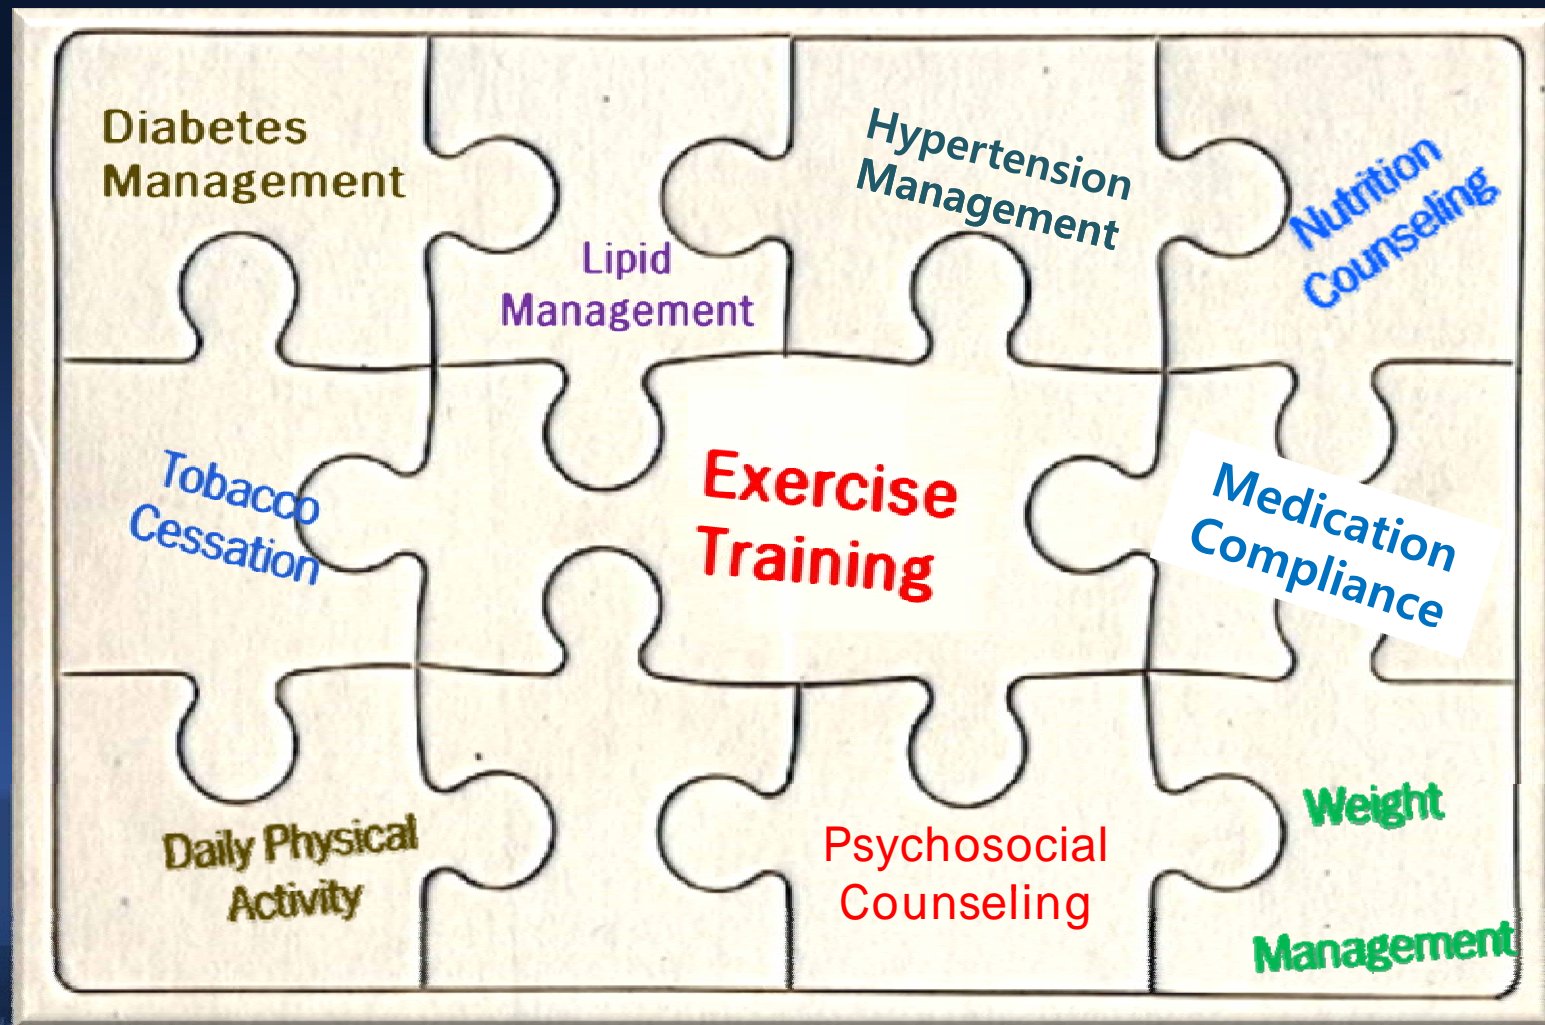 Diabetes
Management
Lipid
Management
Hypertension
Management
Nutrition
Counseling
Tobacco
Cessation
Exercise
Training
Medication
Compliance
Daily Physical
Activity
Psychosocial
Counseling
Weight
Management